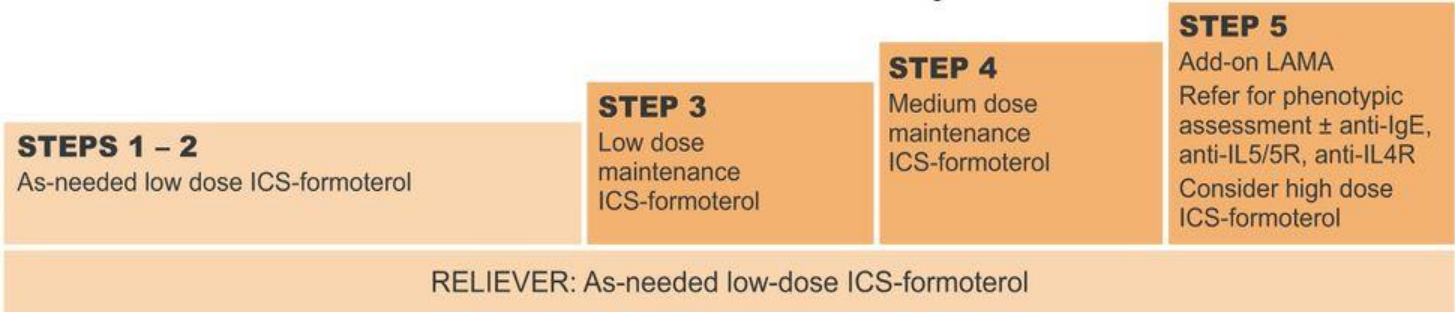 STEPS 1 – 2
As-needed low dose ICS-formoterol
STEP 3
Low dose
maintenance
ICS-formoterol
STEP 4
Medium dose
maintenance
ICS-formoterol
STEP 5
Add-on LAMA
Refer for phenotypic
assessment ± anti-IgE,
anti-IL5/5R, anti-IL4R
Consider high dose
ICS-formoterol
RELIEVER: As-needed low-dose ICS-formoterol